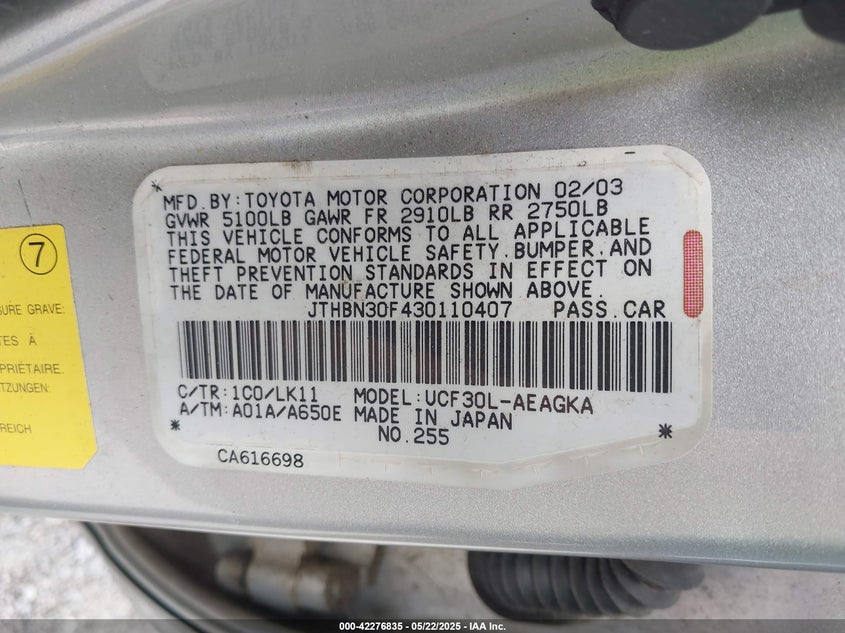 MFD.BY:TOYOTA MOTOR CORPORATION 02/03
GVWR 5100LB GAWR FR 2910LB RR 2750LB
THIS VEHICLE CONFORMS TO ALL APPLICABLE
FEDERAL MOTOR VEHICLE SAFETY,BUMPER,AND
THEFT PREVENTION STANDARDS IN EFFECT ON
THE DATE OF MANUFACTURE SHOWN ABOVE.
JTHBN30F430110407 PASS.CAR
C/TR:1C0/LK11 MODEL:UCF30L-AEAGKA
A/TM:A01A/A650E MADE IN JAPAN
NO.255
CA616698
7
SURE GRAVE:
TES À
PRIÉTAIRE.
TZUNGEN:
REICH
000-42276835 - 05/22/2025 - IAA Inc.